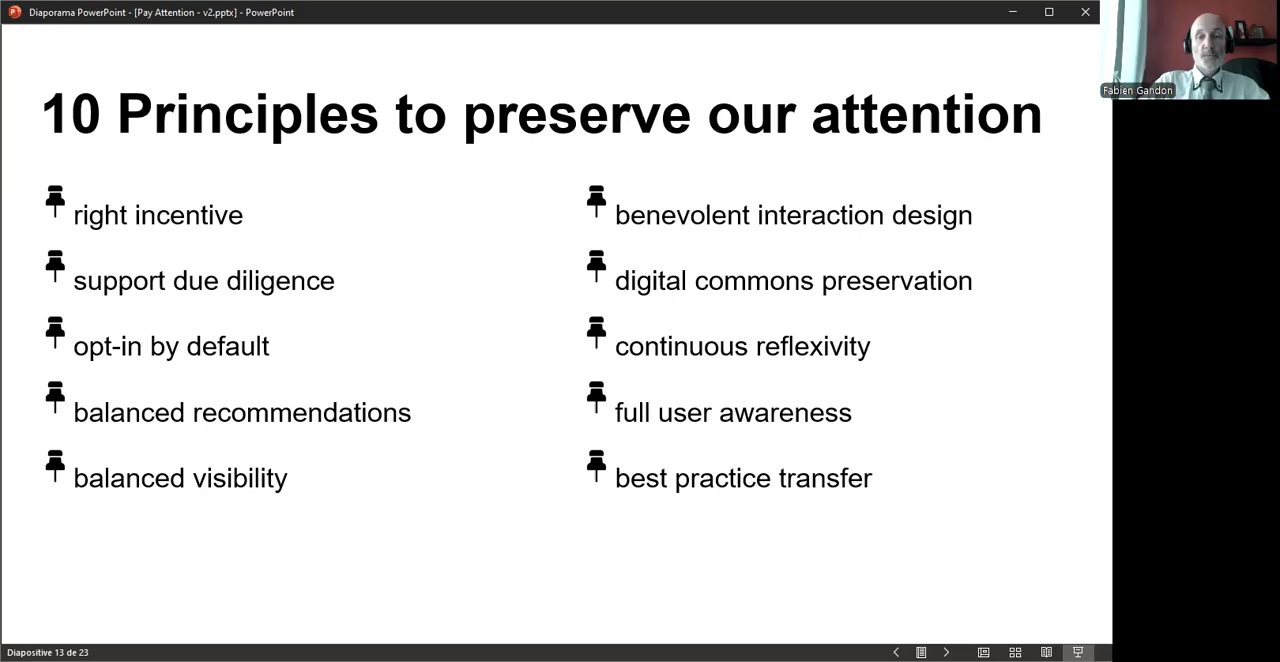 Diaporama PowerPoint - [Pay Attention - v2.pptx] - PowerPoint
Fabien Gandon
10 Principles to preserve our attention
right incentive
support due diligence
opt-in by default
balanced recommendations
balanced visibility
benevolent interaction design
digital commons preservation
continuous reflexivity
full user awareness
best practice transfer
Diapositive 13 de 23